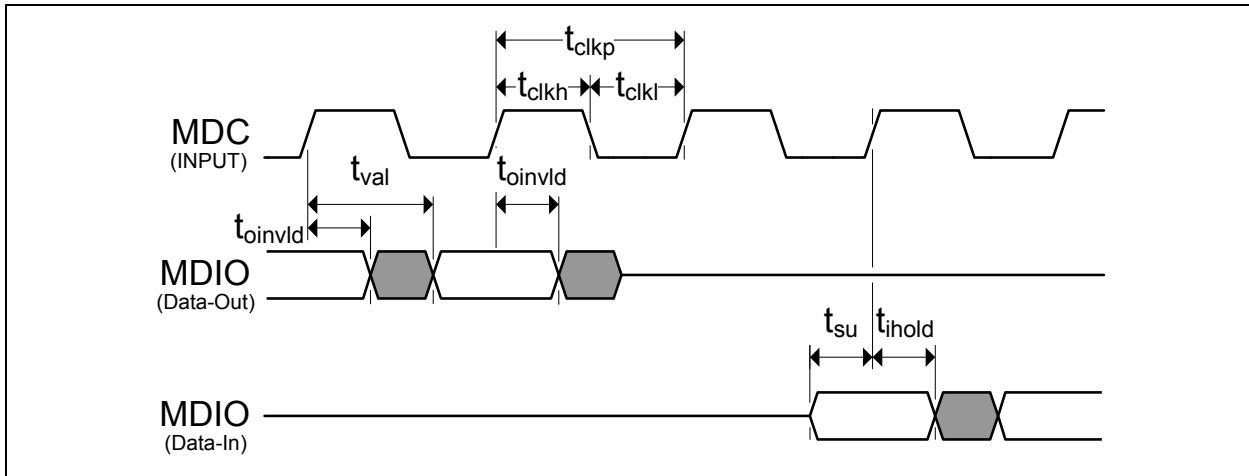 tclkp
tclkh
tclkl
MDC
(INPUT)
tval
toinvld
toinvld
MDIO
(Data-Out)
tsu
tihold
MDIO
(Data-In)